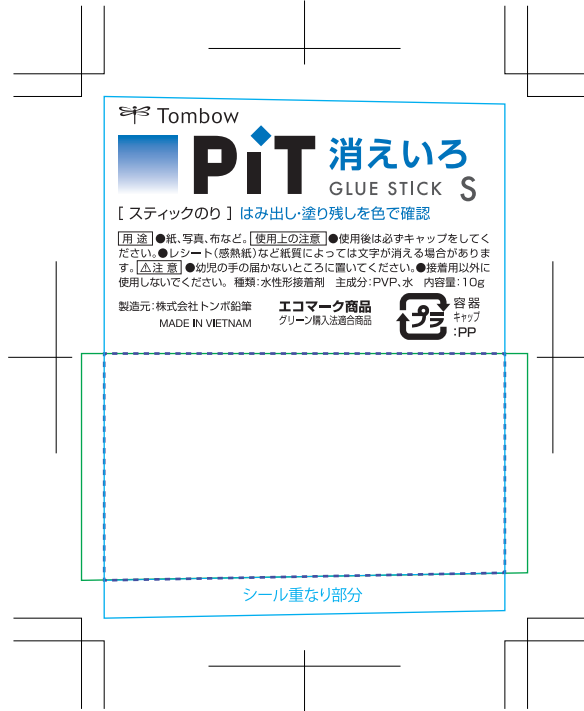 Tombow
PiT 消えいろ
GLUE STICK S
[ スティックのり ] はみ出し・塗り残しを色で確認
用 途 ●紙、写真、布など。 使用上の注意 ●使用後は必ずキャップをしてく
ださい。●レシート(感熱紙)など紙質によっては文字が消える場合がありま
す。 ⚠注 意 ●幼児の手の届かないところに置いてください。●接着用以外に
使用しないでください。 種類:水性形接着剤 主成分:PVP、水 内容量:10g
製造元:株式会社トンボ鉛筆
MADE IN VIETNAM
エコマーク商品
グリーン購入法適合商品
プラ
容器
キャップ
:PP
シール重なり部分